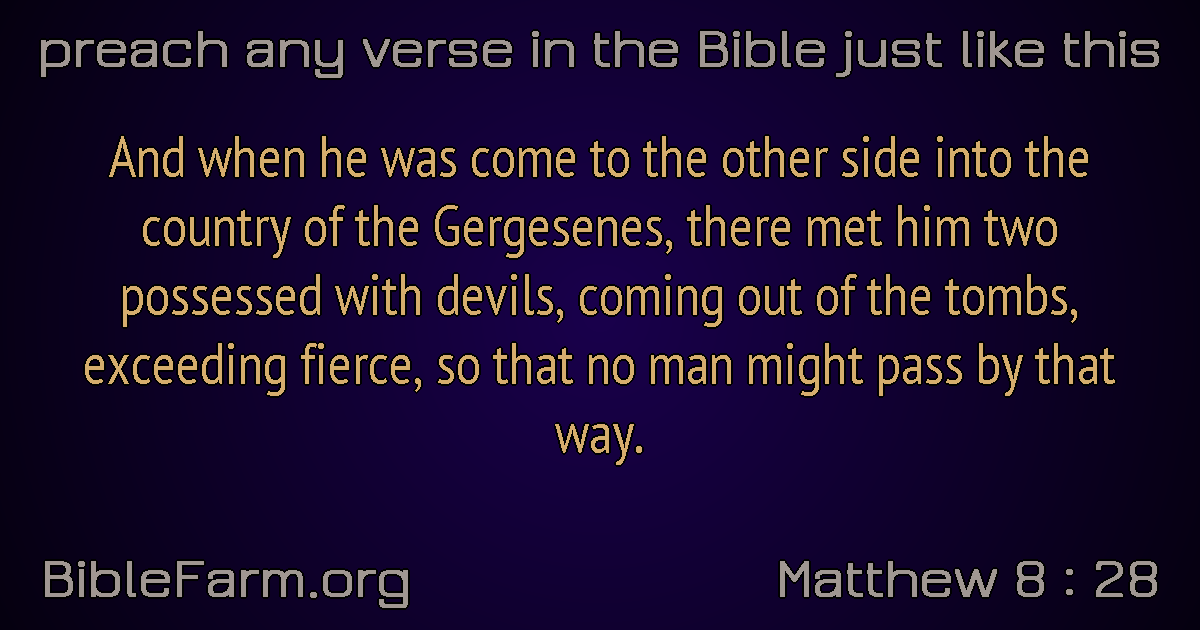 preach any verse in the Bible just like this
And when he was come to the other side into the
country of the Gergesenes, there met him two
possessed with devils, coming out of the tombs,
exceeding fierce, so that no man might pass by that
way.
BibleFarm.org
Matthew 8 : 28